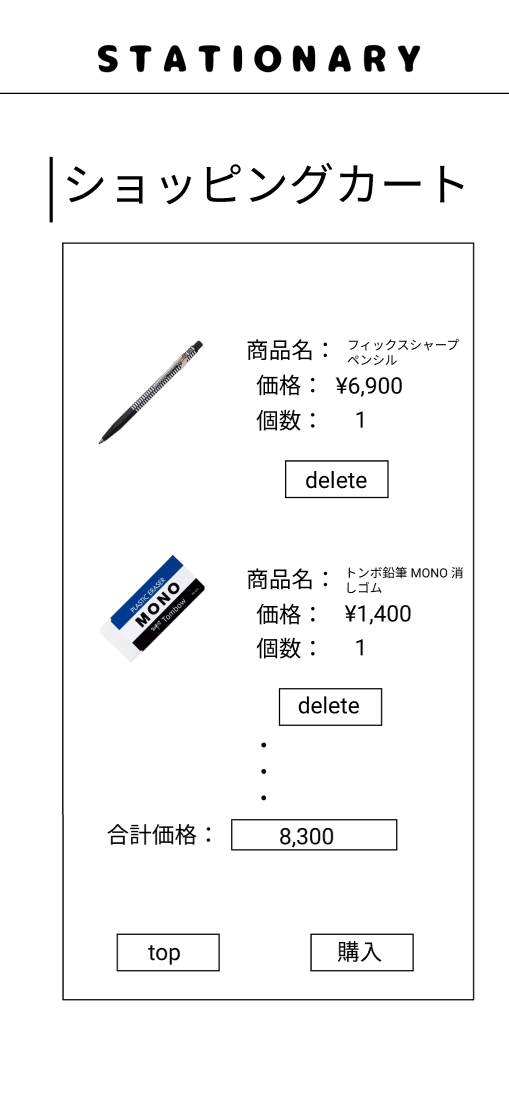 STATIONARY
ショッピングカート
商品名： フィックスシャープ
ペンシル
価格： ¥6,900
個数： 1
delete
PLASTIC ERASER
MONO
Tombow
商品名： トンボ鉛筆 MONO 消
しゴム
価格： ¥1,400
個数： 1
delete
・
・
・
合計価格： 8,300
top 購入